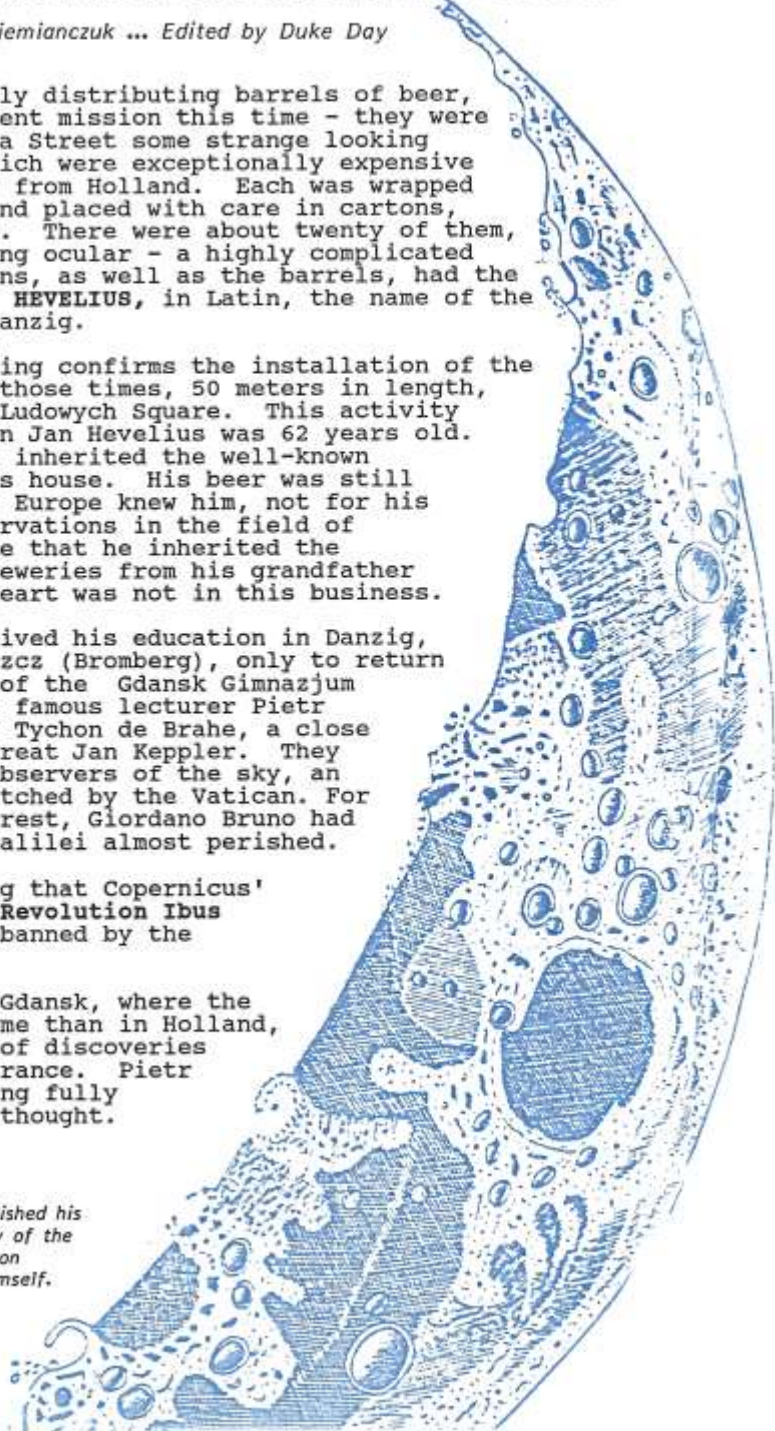 iemianczuk ... Edited by Duke Day
ly distributing barrels of beer,
ent mission this time - they were
a Street some strange looking
ich were exceptionally expensive
from Holland. Each was wrapped
nd placed with care in cartons,
. There were about twenty of them,
ng ocular - a highly complicated
ns, as well as the barrels, had the
HEVELIUS, in Latin, the name of the
anzig.
ing confirms the installation of the
those times, 50 meters in length,
Ludowych Square. This activity
n Jan Hevelius was 62 years old.
inherited the well-known
s house. His beer was still
Europe knew him, not for his
rvations in the field of
e that he inherited the
eweries from his grandfather
eart was not in this business.
ived his education in Danzig,
zcz (Bromberg), only to return
of the Gdansk Gimnazjum
famous lecturer Pietr
Tychon de Brahe, a close
reat Jan Keppler. They
bservers of the sky, an
tched by the Vatican. For
rest, Giordano Bruno had
alilei almost perished.
g that Copernicus'
Revolution Ibus
banned by the
Gdansk, where the
me than in Holland,
of discoveries
rance. Pietr
ng fully
thought.
ished his
y of the
on
mself.